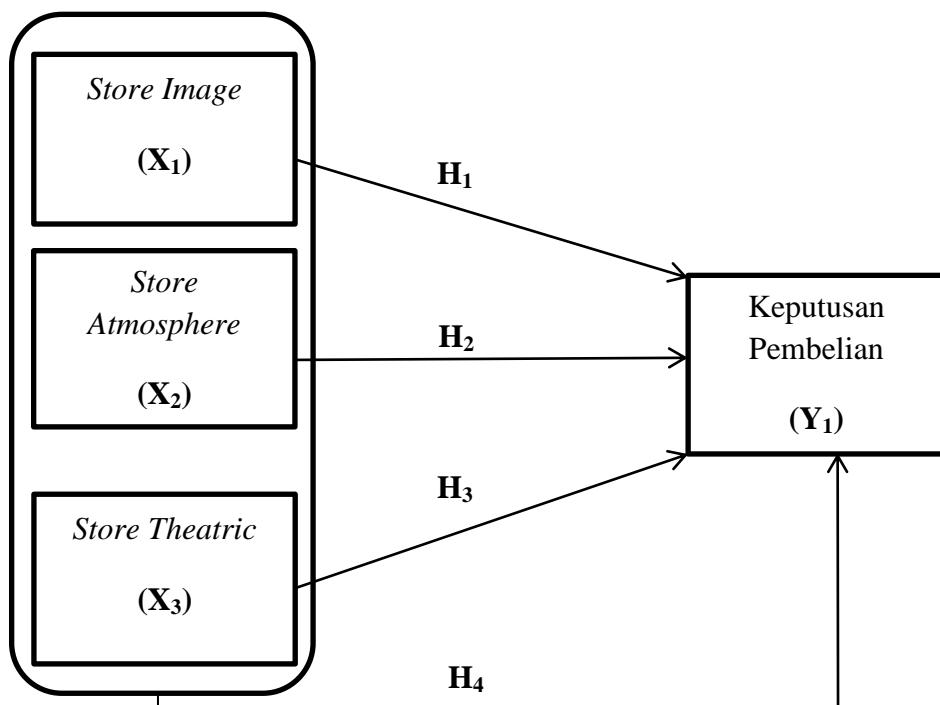 Store Image
(X₁)
H₁
Store
Atmosphere
(X₂)
H₂
Keputusan
Pembelian
(Y₁)
H₃
Store Theatric
(X₃)
H₄